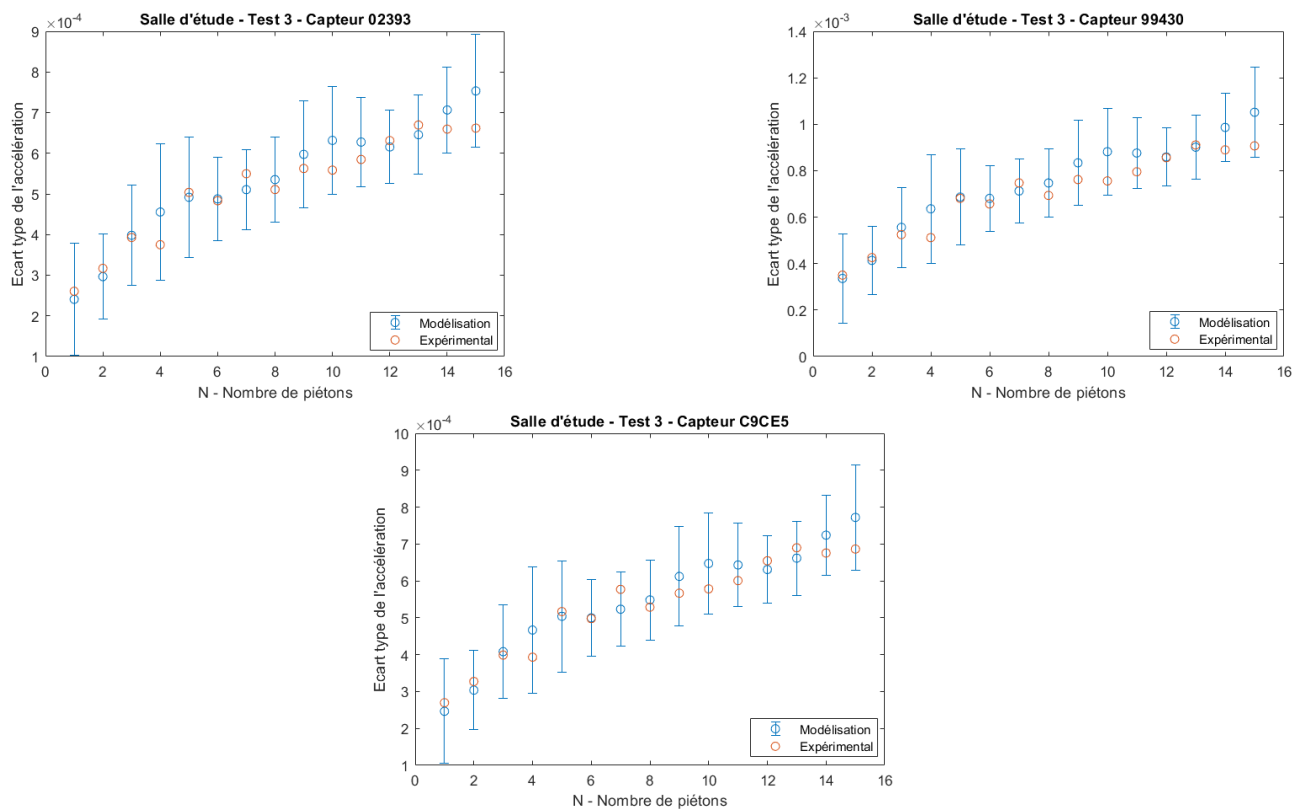 Salle d'étude - Test 3 - Capteur 02393
×10⁻⁴
9
8
7
6
5
4
3
2
1
Ecart type de l'accélération
0 2 4 6 8 10 12 14 16
N - Nombre de piétons
Modélisation
Expérimental
Salle d'étude - Test 3 - Capteur 99430
×10⁻³
1.4
1.2
1
0.8
0.6
0.4
0.2
0
Ecart type de l'accélération
0 2 4 6 8 10 12 14 16
N - Nombre de piétons
Modélisation
Expérimental
Salle d'étude - Test 3 - Capteur C9CE5
×10⁻⁴
10
9
8
7
6
5
4
3
2
1
Ecart type de l'accélération
0 2 4 6 8 10 12 14 16
N - Nombre de piétons
Modélisation
Expérimental